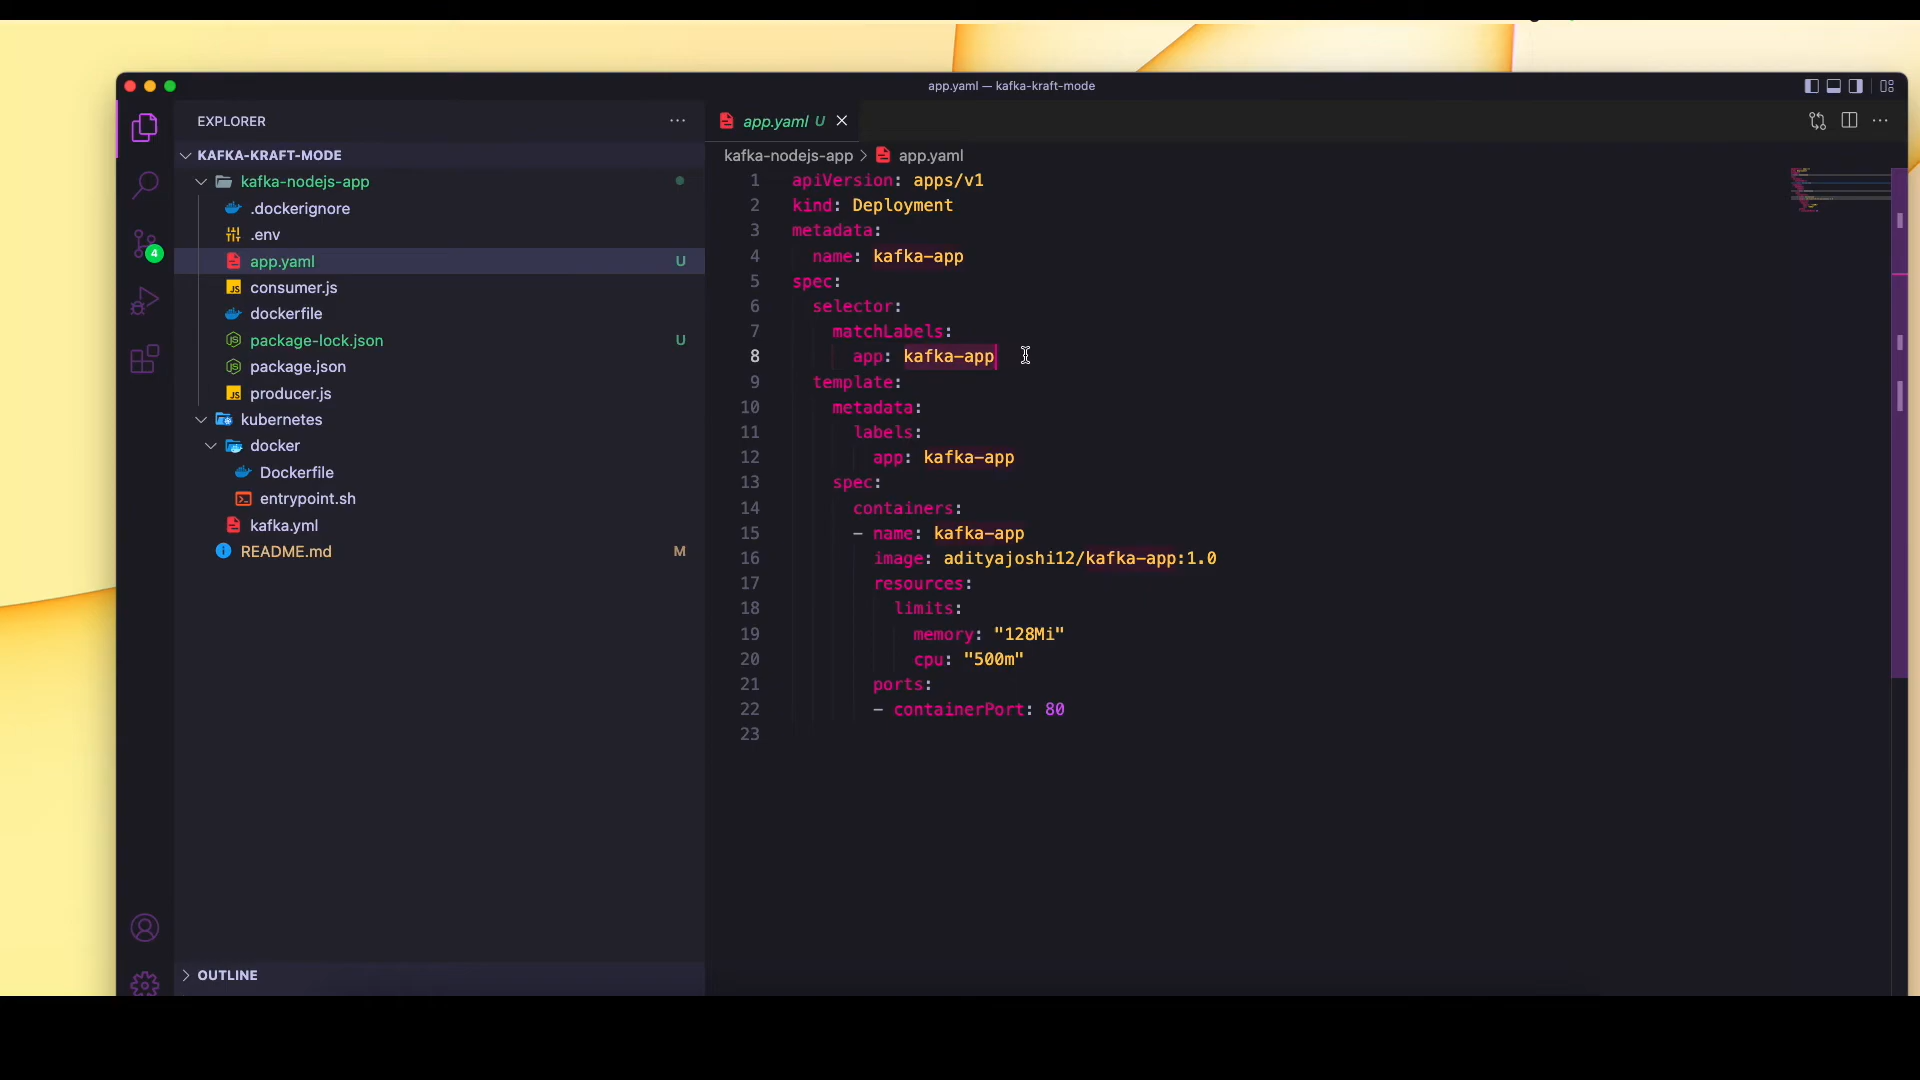 app.yaml — kafka-kraft-mode
EXPLORER
KAFKA-KRAFT-MODE
kafka-nodejs-app
.dockerignore
.env
app.yaml U
consumer.js
dockerfile
package-lock.json U
package.json
producer.js
kubernetes
docker
Dockerfile
entrypoint.sh
kafka.yml
README.md M
OUTLINE
4
app.yaml U
kafka-nodejs-app > app.yaml
1 apiVersion: apps/v1
2 kind: Deployment
3 metadata:
4   name: kafka-app
5 spec:
6   selector:
7     matchLabels:
8       app: kafka-app
9   template:
10     metadata:
11       labels:
12         app: kafka-app
13     spec:
14       containers:
15       - name: kafka-app
16         image: adityajoshi12/kafka-app:1.0
17         resources:
18           limits:
19             memory: "128Mi"
20             cpu: "500m"
21         ports:
22         - containerPort: 80
23